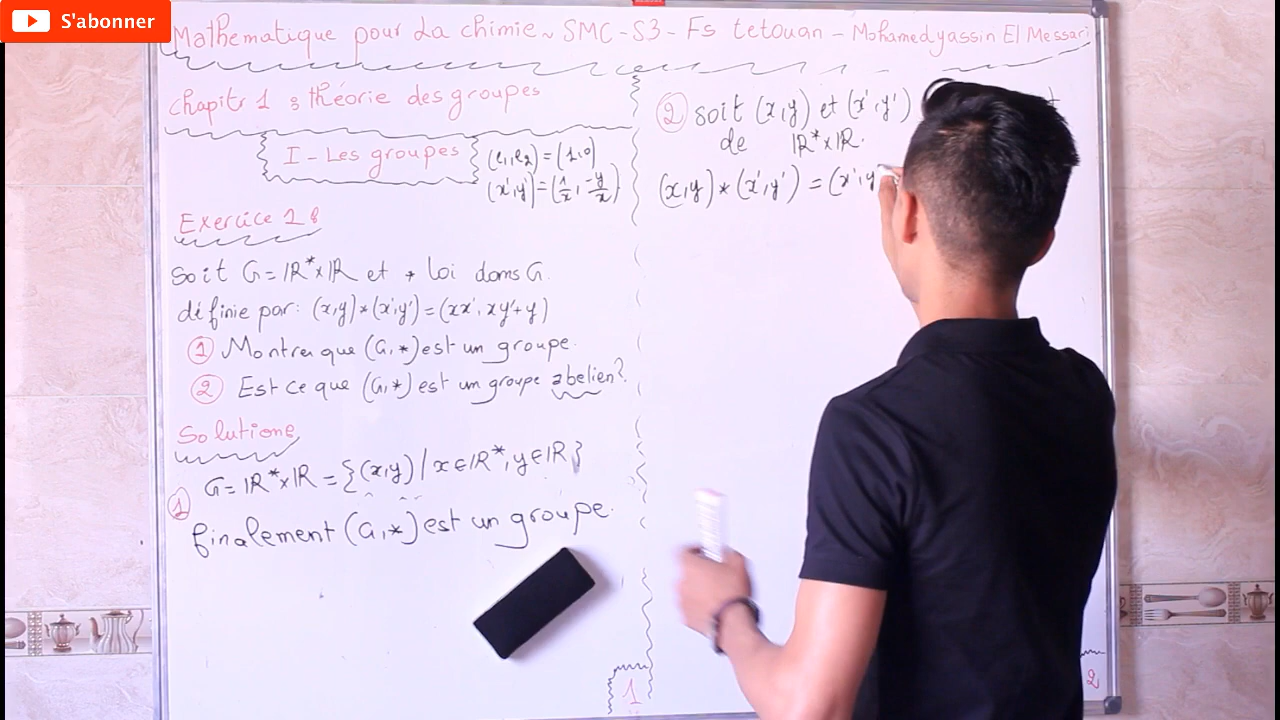 S'abonner
Mathematique pour La chimie ~ SMC-S3-Fs tetouan - Mohamedyassin El Messari
chapitr 1 : théorie des groupes
I - Les groupes
(e₁,e₂) = (1,0)
(x',y') = (1/x, -y/x)
Exercice 1 :
Soit G = IR*×IR et * Loi dans G.
définie par: (x,y)*(x',y') = (xx', xy'+y)
① Montrer que (G,*) est un groupe.
② Est ce que (G,*) est un groupe abelien?
Solutions
① G = IR*×IR = {(x,y) / x∈IR*, y∈IR}
finalement (G,*) est un groupe.
1
② Soit (x,y) et (x',y')
de IR*×IR.
(x,y)*(x',y') = (x',y
2